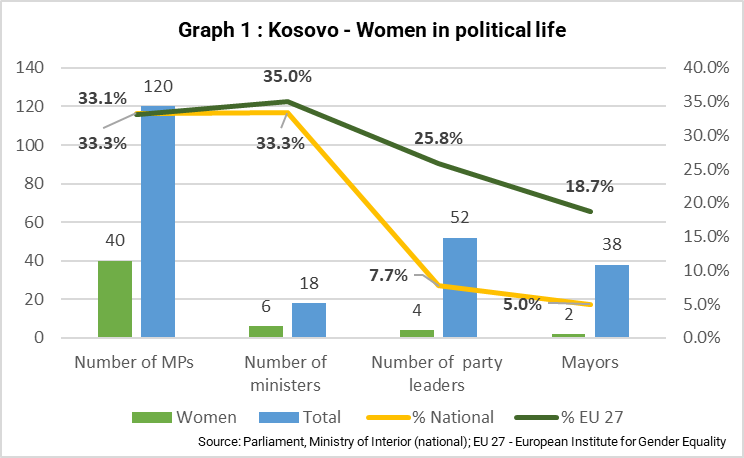 Graph 1 : Kosovo - Women in political life
140 40.0%
120 35.0%
100 30.0%
80 25.0%
60 20.0%
15.0%
40 10.0%
20 5.0%
0 0.0%
33.1% 120 35.0%
33.3% 33.3% 25.8%
18.7%
40 6 18 4 52 2 38
7.7% 5.0%
Number of MPs
Number of
ministers
Number of party
leaders
Mayors
Women Total % National % EU 27
Source: Parliament, Ministry of Interior (national); EU 27 - European Institute for Gender Equality